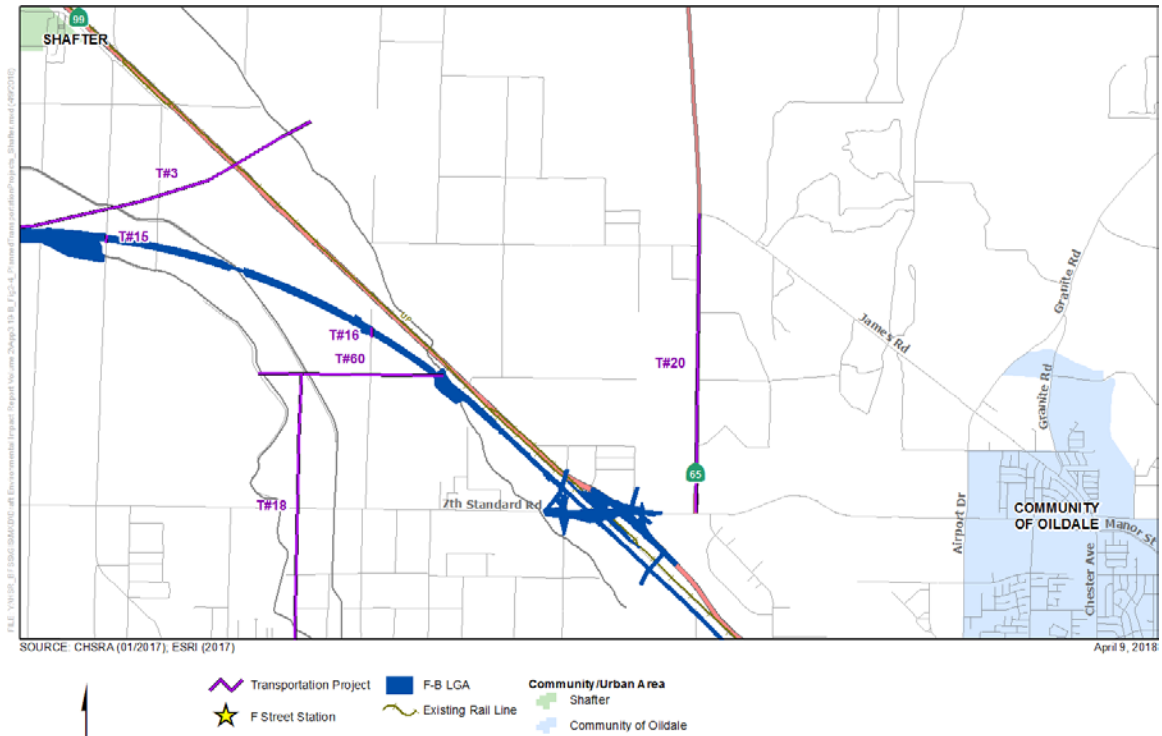 99
SHAFTER
T#3
T#15
UP
T#16
T#60
T#20
James Rd
Granite Rd
Granite Rd
T#18
7th Standard Rd
65
Airport Dr
COMMUNITY
OF OILDALE
Manor St
Chester Ave
SOURCE: CHSRA (01/2017); ESRI (2017)
April 9, 2018
Transportation Project
F-B LGA
Community/Urban Area
Shafter
F Street Station
Existing Rail Line
Community of Oildale